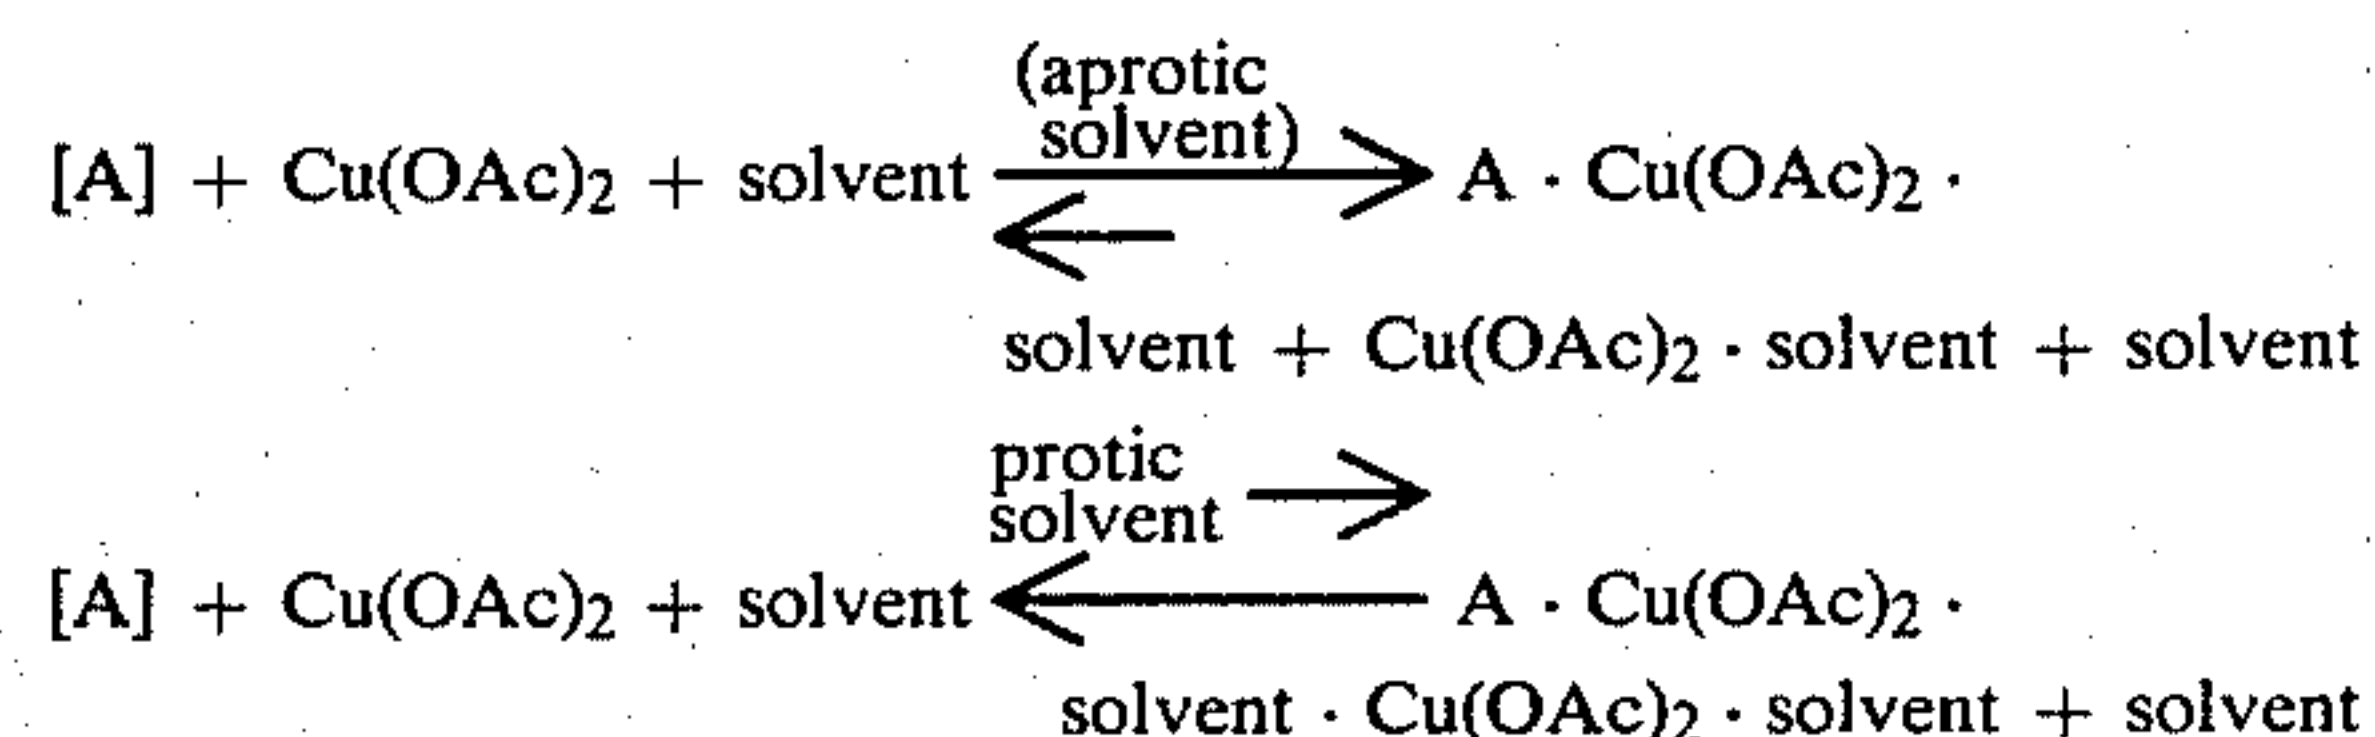 (aprotic
solvent)
[A] + Cu(OAc)2 + solvent ⇄ A · Cu(OAc)2 ·
solvent + Cu(OAc)2 · solvent + solvent
protic
solvent
[A] + Cu(OAc)2 + solvent ⇄ A · Cu(OAc)2 ·
solvent · Cu(OAc)2 · solvent + solvent